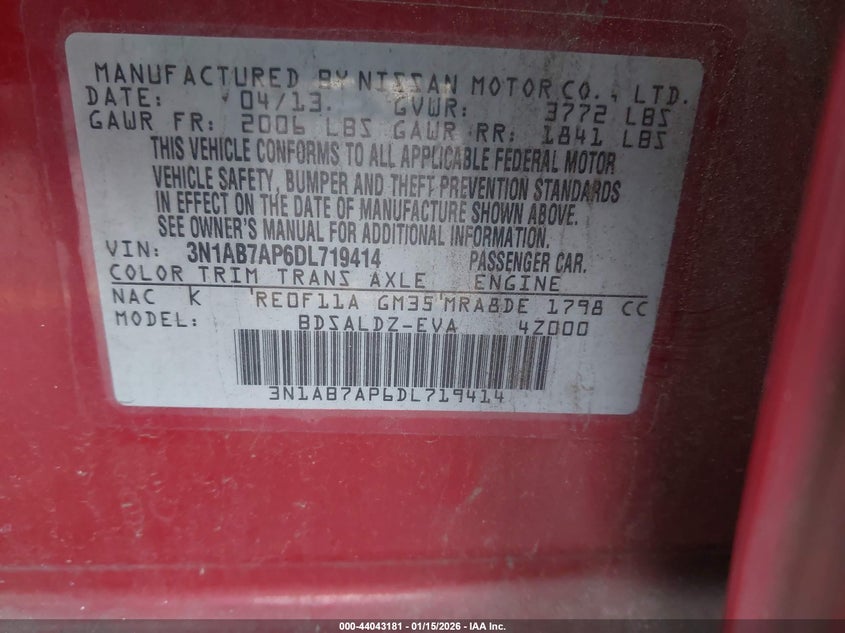 MANUFACTURED BY NISSAN MOTOR CO., LTD.
DATE: 04/13. GVWR: 3772 LBS
GAWR FR: 2006 LBS GAWR RR: 1841 LBS
THIS VEHICLE CONFORMS TO ALL APPLICABLE FEDERAL MOTOR
VEHICLE SAFETY, BUMPER AND THEFT PREVENTION STANDARDS
IN EFFECT ON THE DATE OF MANUFACTURE SHOWN ABOVE.
SEE OWNER'S MANUAL FOR ADDITIONAL INFORMATION.
VIN: 3N1AB7AP6DL719414 PASSENGER CAR.
COLOR TRIM TRANS AXLE ENGINE
NAC K RE0F11A GM35 MRA8DE 1798 CC
MODEL: BDSALDZ-EVA 4Z000
3N1AB7AP6DL719414
000-44043181 - 01/15/2026 - IAA Inc.